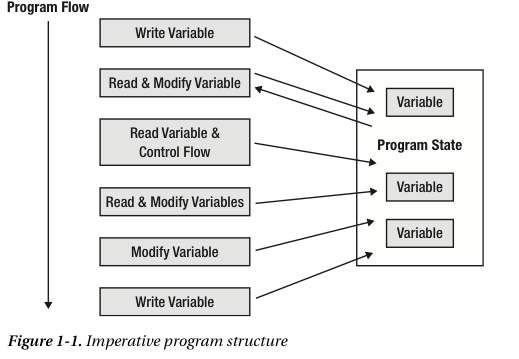 Program Flow
Write Variable
Read & Modify Variable
Read Variable &
Control Flow
Read & Modify Variables
Modify Variable
Write Variable
Variable
Program State
Variable
Variable
Figure 1-1. Imperative program structure